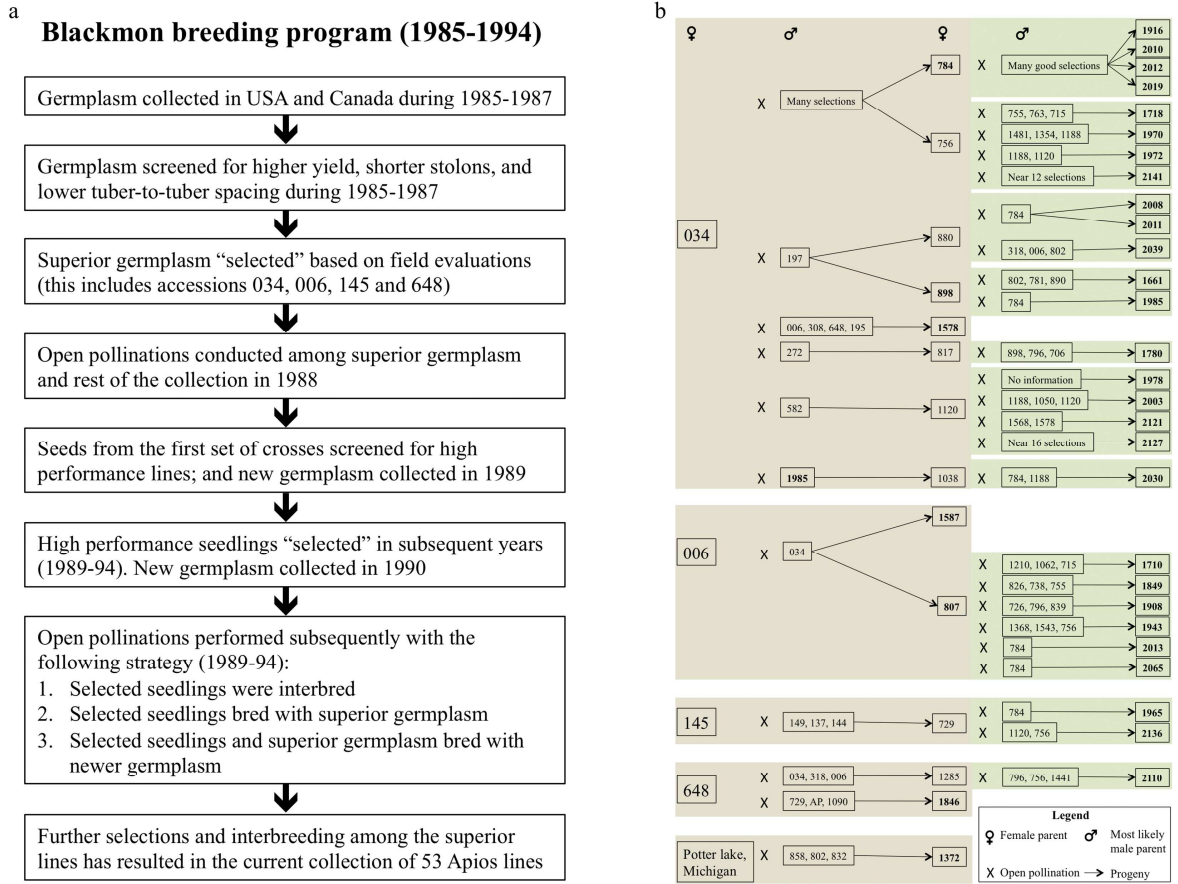 a
Blackmon breeding program (1985-1994)
Germplasm collected in USA and Canada during 1985-1987
Germplasm screened for higher yield, shorter stolons, and
lower tuber-to-tuber spacing during 1985-1987
Superior germplasm “selected” based on field evaluations
(this includes accessions 034, 006, 145 and 648)
Open pollinations conducted among superior germplasm
and rest of the collection in 1988
Seeds from the first set of crosses screened for high
performance lines; and new germplasm collected in 1989
High performance seedlings “selected” in subsequent years
(1989-94). New germplasm collected in 1990
Open pollinations performed subsequently with the
following strategy (1989-94):
1. Selected seedlings were interbred
2. Selected seedlings bred with superior germplasm
3. Selected seedlings and superior germplasm bred with
newer germplasm
Further selections and interbreeding among the superior
lines has resulted in the current collection of 53 Apios lines
b
♀ ♂ ♀ ♂
034
X Many selections
784
X Many good selections
1916
2010
2012
2019
756
X 755, 763, 715 1718
X 1481, 1354, 1188 1970
X 1188, 1120 1972
X Near 12 selections 2141
X 197
880
X 784
2008
2011
X 318, 006, 802 2039
898
X 802, 781, 890 1661
X 784 1985
X 006, 308, 648, 195 1578
X 272 817 X 898, 796, 706 1780
X 582 1120
X No information 1978
X 1188, 1050, 1120 2003
X 1568, 1578 2121
X Near 16 selections 2127
X 1985 1038 X 784, 1188 2030
006
X 034
1587
807
X 1210, 1062, 715 1710
X 826, 738, 755 1849
X 726, 796, 839 1908
X 1368, 1543, 756 1943
X 784 2013
X 784 2065
145
X 149, 137, 144 729
X 784 1965
X 1120, 756 2136
648
X 034, 318, 006 1285 X 796, 756, 1441 2110
X 729, AP, 1090 1846
Potter lake,
Michigan
X 858, 802, 832 1372
Legend
♀ Female parent ♂ Most likely
male parent
X Open pollination Progeny